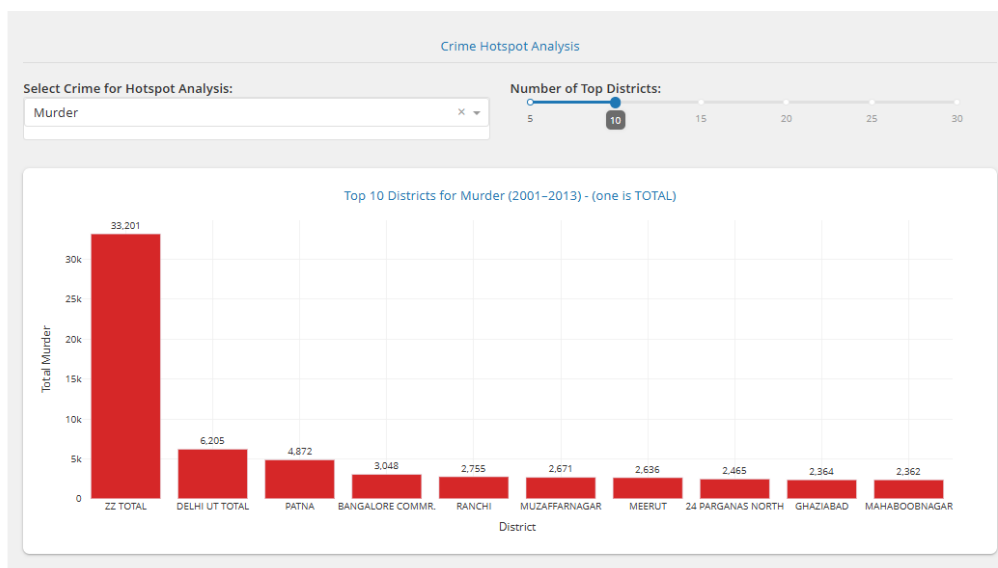 Crime Hotspot Analysis
Select Crime for Hotspot Analysis:
Murder
×
Number of Top Districts:
5 10 15 20 25 30
Top 10 Districts for Murder (2001–2013) - (one is TOTAL)
Total Murder
30k
25k
20k
15k
10k
5k
0
33,201
6,205
4,872
3,048
2,755
2,671
2,636
2,465
2,364
2,362
ZZ TOTAL DELHI UT TOTAL PATNA BANGALORE COMMR. RANCHI MUZAFFARNAGAR MEERUT 24 PARGANAS NORTH GHAZIABAD MAHABOOBNAGAR
District